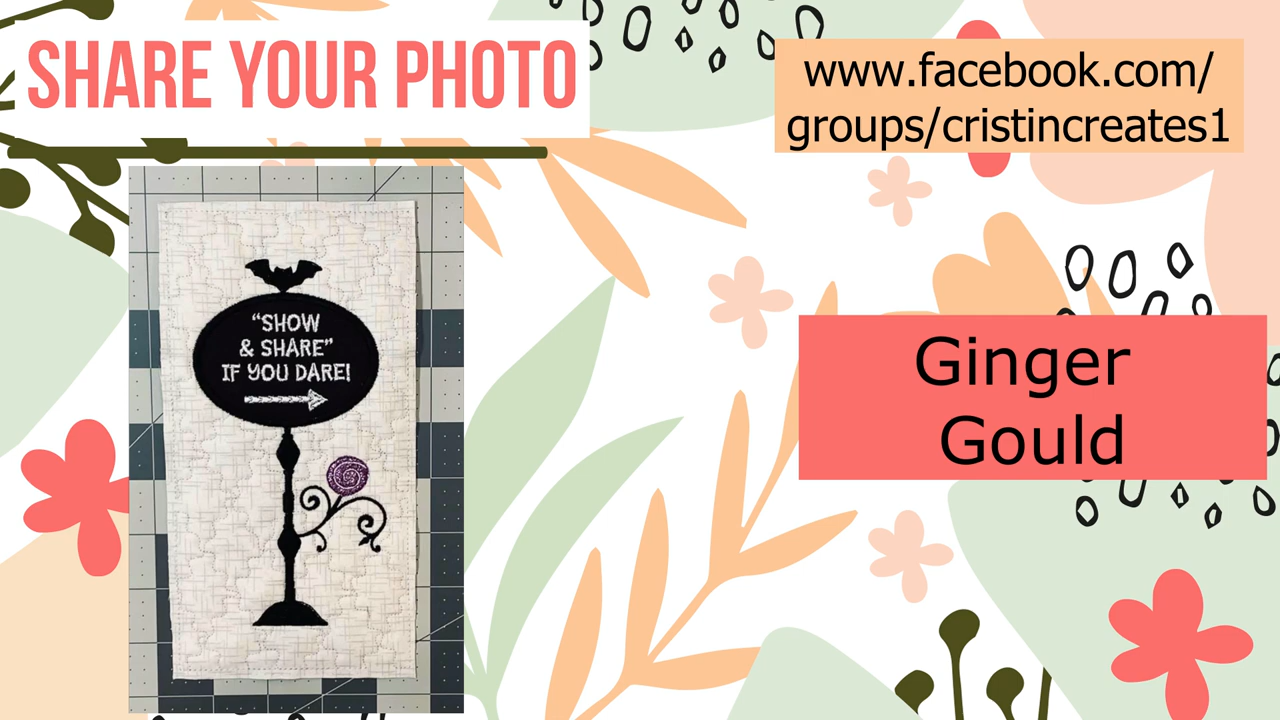 SHARE YOUR PHOTO
www.facebook.com/
groups/cristincreates1
"SHOW
& SHARE"
IF YOU DARE!
Ginger
Gould